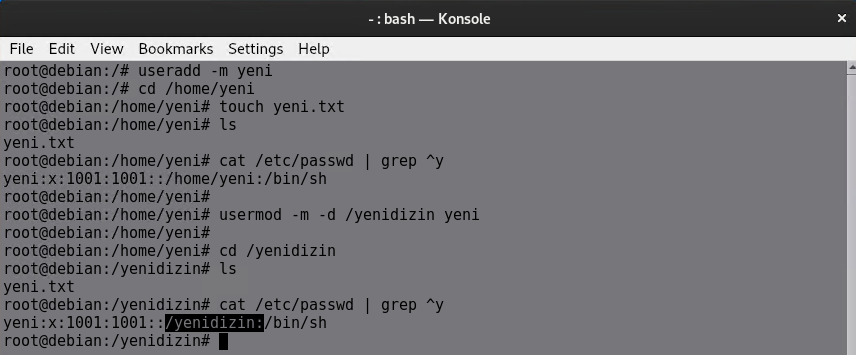 - : bash — Konsole
×
File Edit View Bookmarks Settings Help
root@debian:/# useradd -m yeni
root@debian:/# cd /home/yeni
root@debian:/home/yeni# touch yeni.txt
root@debian:/home/yeni# ls
yeni.txt
root@debian:/home/yeni# cat /etc/passwd | grep ^y
yeni:x:1001:1001::/home/yeni:/bin/sh
root@debian:/home/yeni#
root@debian:/home/yeni# usermod -m -d /yenidizin yeni
root@debian:/home/yeni#
root@debian:/home/yeni# cd /yenidizin
root@debian:/yenidizin# ls
yeni.txt
root@debian:/yenidizin# cat /etc/passwd | grep ^y
yeni:x:1001:1001::/yenidizin:/bin/sh
root@debian:/yenidizin#